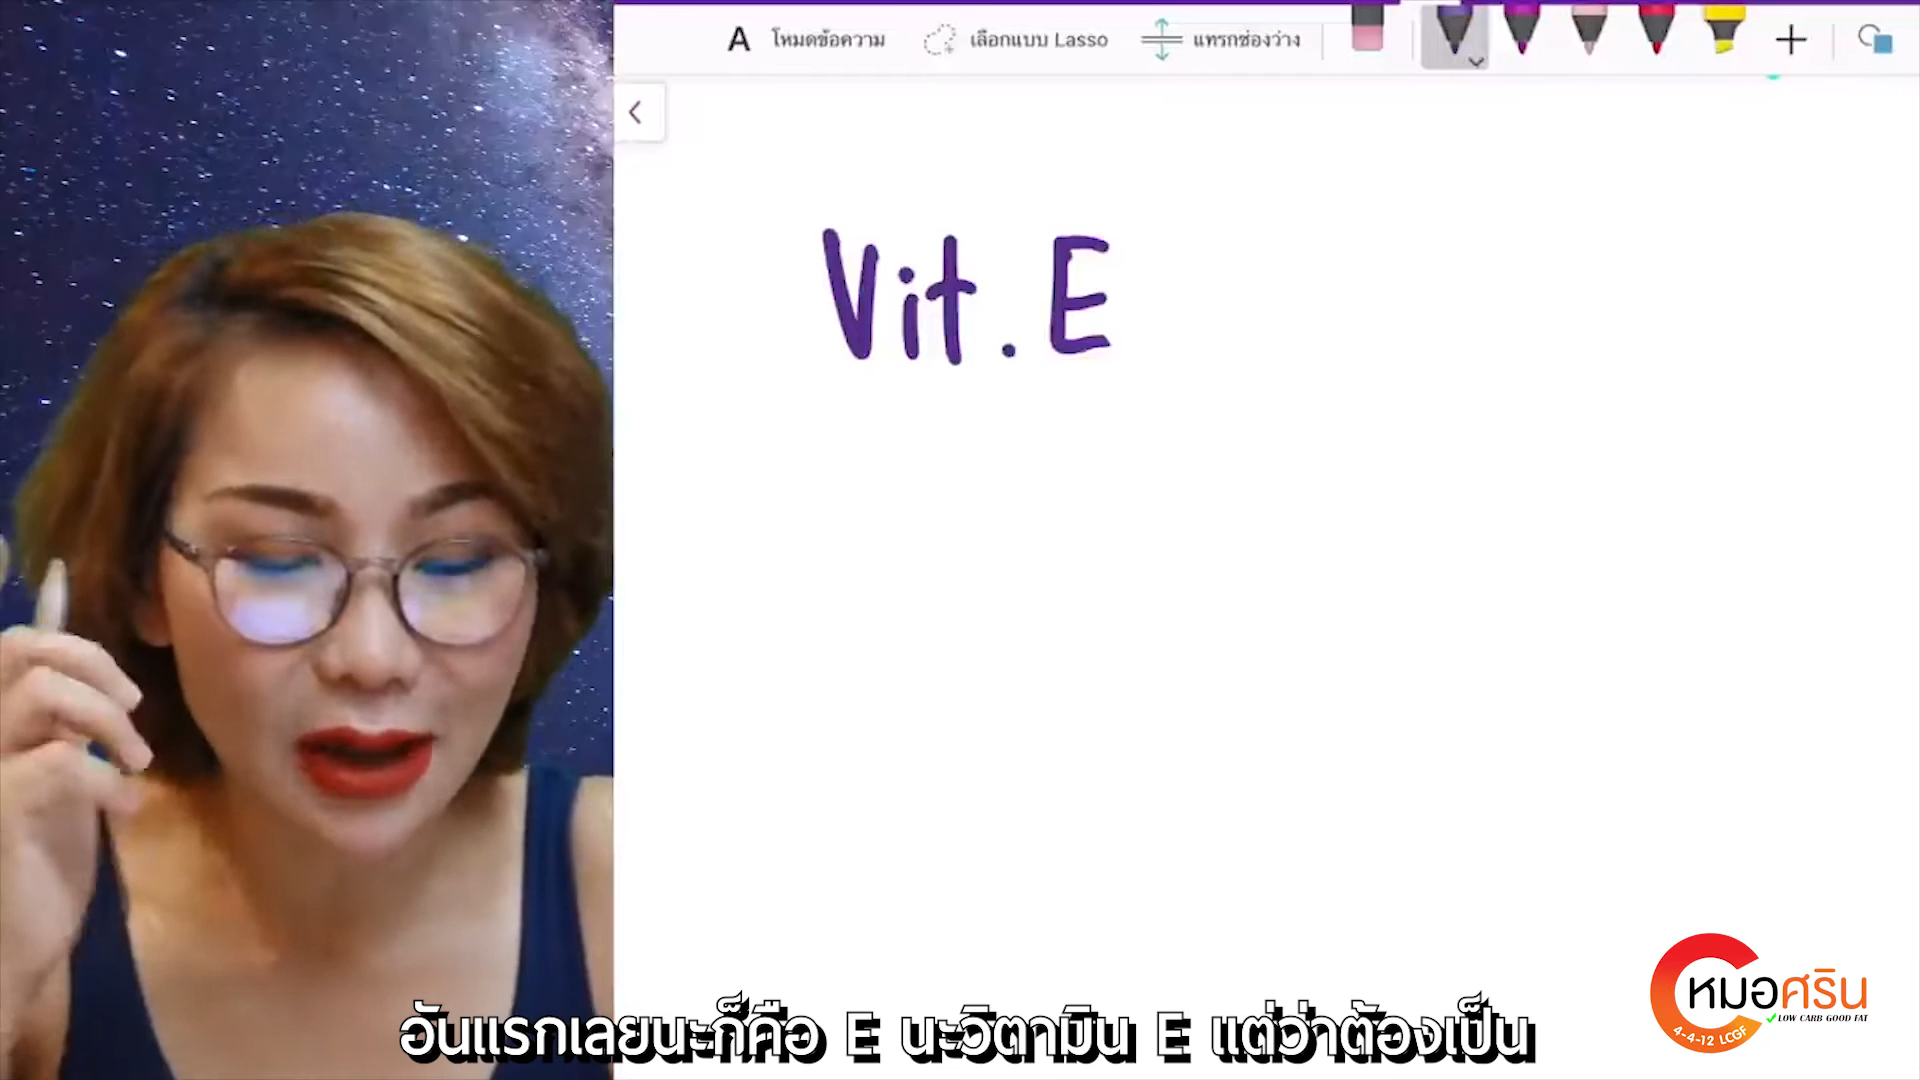 A โหมดข้อความ เลือกแบบ Lasso แทรกช่องว่าง
Vit. E
หมอศริน
LOW CARB GOOD FAT
4-4-12 LCGF
อันแรกเลยนะก็คือ E นะวิตามิน E แต่ว่าต้องเป็น